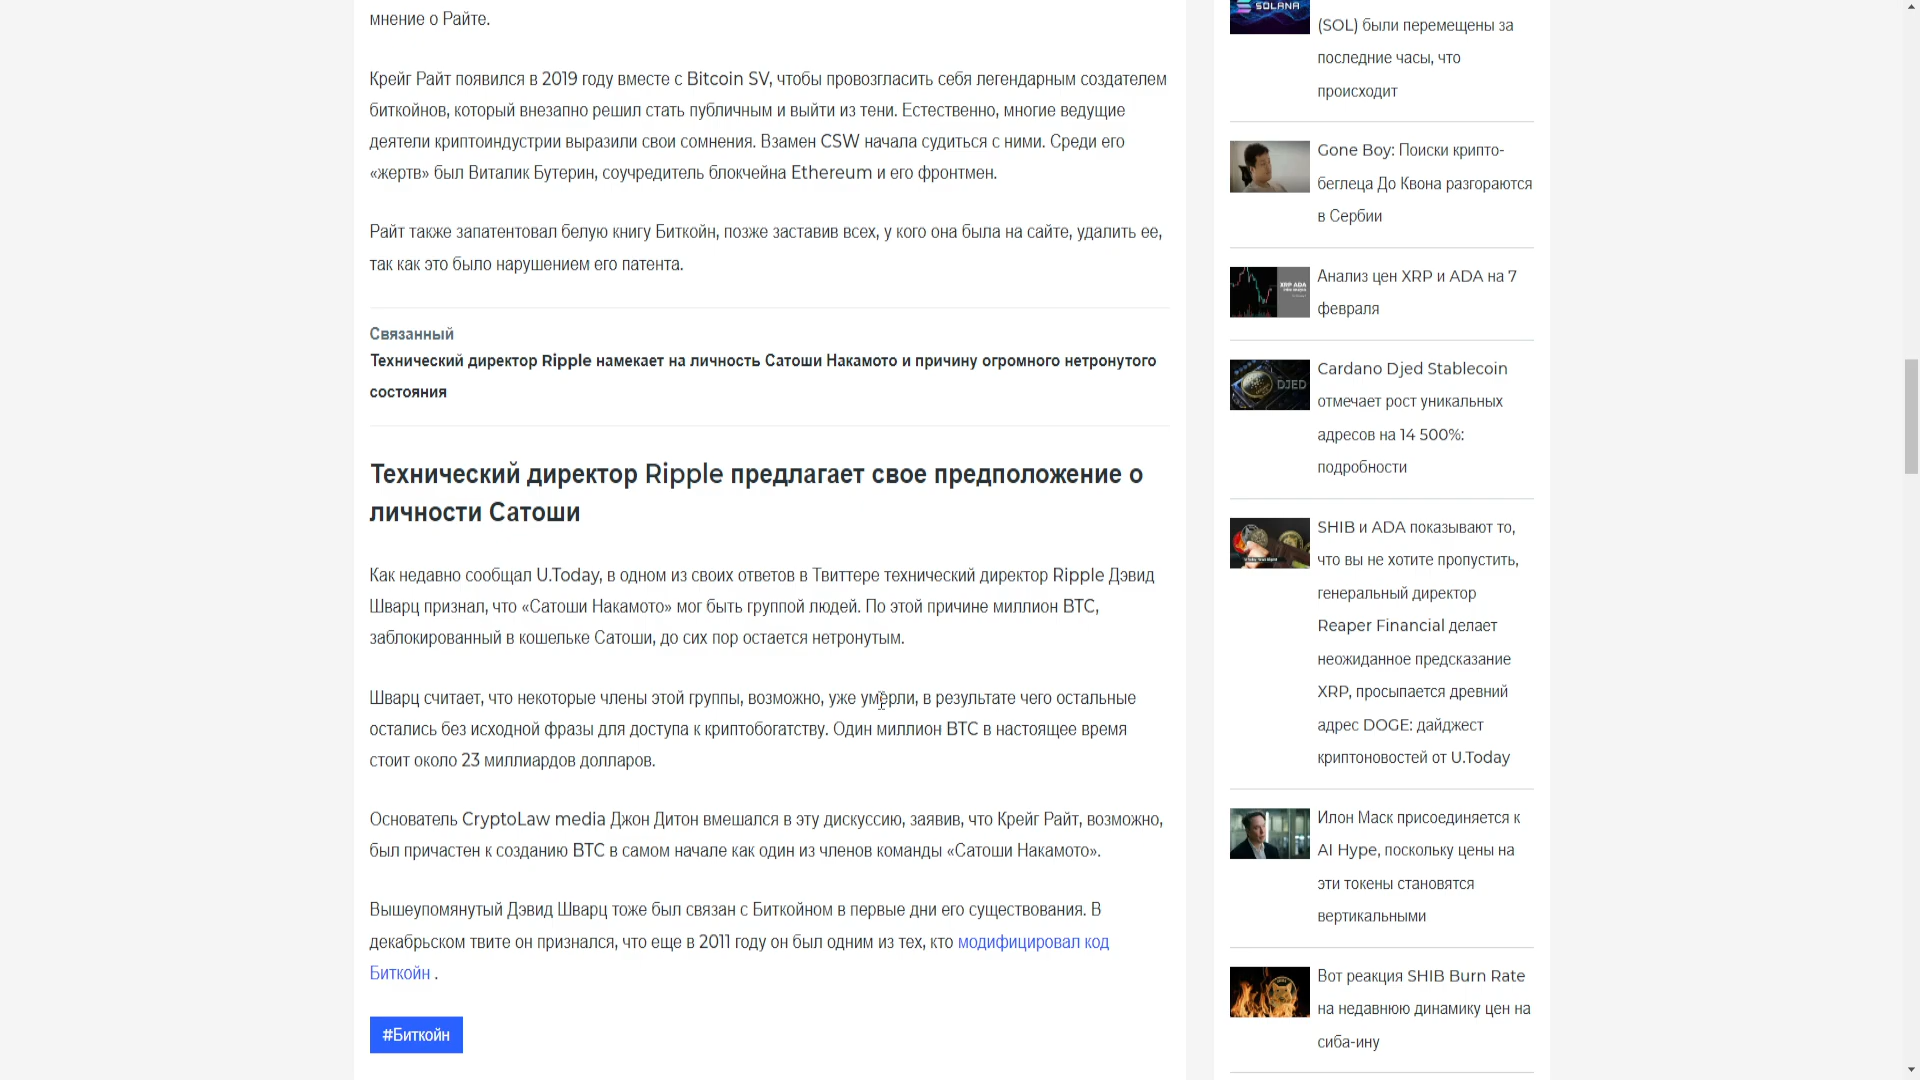 мнение о Райте.
Крейг Райт появился в 2019 году вместе с Bitcoin SV, чтобы провозгласить себя легендарным создателем
биткойнов, который внезапно решил стать публичным и выйти из тени. Естественно, многие ведущие
деятели криптоиндустрии выразили свои сомнения. Взамен CSW начала судиться с ними. Среди его
«жертв» был Виталик Бутерин, соучредитель блокчейна Ethereum и его фронтмен.
Райт также запатентовал белую книгу Биткойн, позже заставив всех, у кого она была на сайте, удалить ее,
так как это было нарушением его патента.
Связанный
Технический директор Ripple намекает на личность Сатоши Накамото и причину огромного нетронутого
состояния
Технический директор Ripple предлагает свое предположение о
личности Сатоши
Как недавно сообщал U.Today, в одном из своих ответов в Твиттере технический директор Ripple Дэвид
Шварц признал, что «Сатоши Накамото» мог быть группой людей. По этой причине миллион BTC,
заблокированный в кошельке Сатоши, до сих пор остается нетронутым.
Шварц считает, что некоторые члены этой группы, возможно, уже умерли, в результате чего остальные
остались без исходной фразы для доступа к криптобогатству. Один миллион BTC в настоящее время
стоит около 23 миллиардов долларов.
Основатель CryptoLaw media Джон Дитон вмешался в эту дискуссию, заявив, что Крейг Райт, возможно,
был причастен к созданию BTC в самом начале как один из членов команды «Сатоши Накамото».
Вышеупомянутый Дэвид Шварц тоже был связан с Биткойном в первые дни его существования. В
декабрьском твите он признался, что еще в 2011 году он был одним из тех, кто модифицировал код
Биткойн .
#Биткойн
SOLANA
(SOL) были перемещены за
последние часы, что
происходит
Gone Boy: Поиски крипто-
беглеца До Квона разгораются
в Сербии
XRP ADA
Анализ цен XRP и ADA на 7
февраля
DJED
Cardano Djed Stablecoin
отмечает рост уникальных
адресов на 14 500%:
подробности
SHIB и ADA показывают то,
что вы не хотите пропустить,
генеральный директор
Reaper Financial делает
неожиданное предсказание
XRP, просыпается древний
адрес DOGE: дайджест
криптоновостей от U.Today
Илон Маск присоединяется к
AI Hype, поскольку цены на
эти токены становятся
вертикальными
Вот реакция SHIB Burn Rate
на недавнюю динамику цен на
сиба-ину